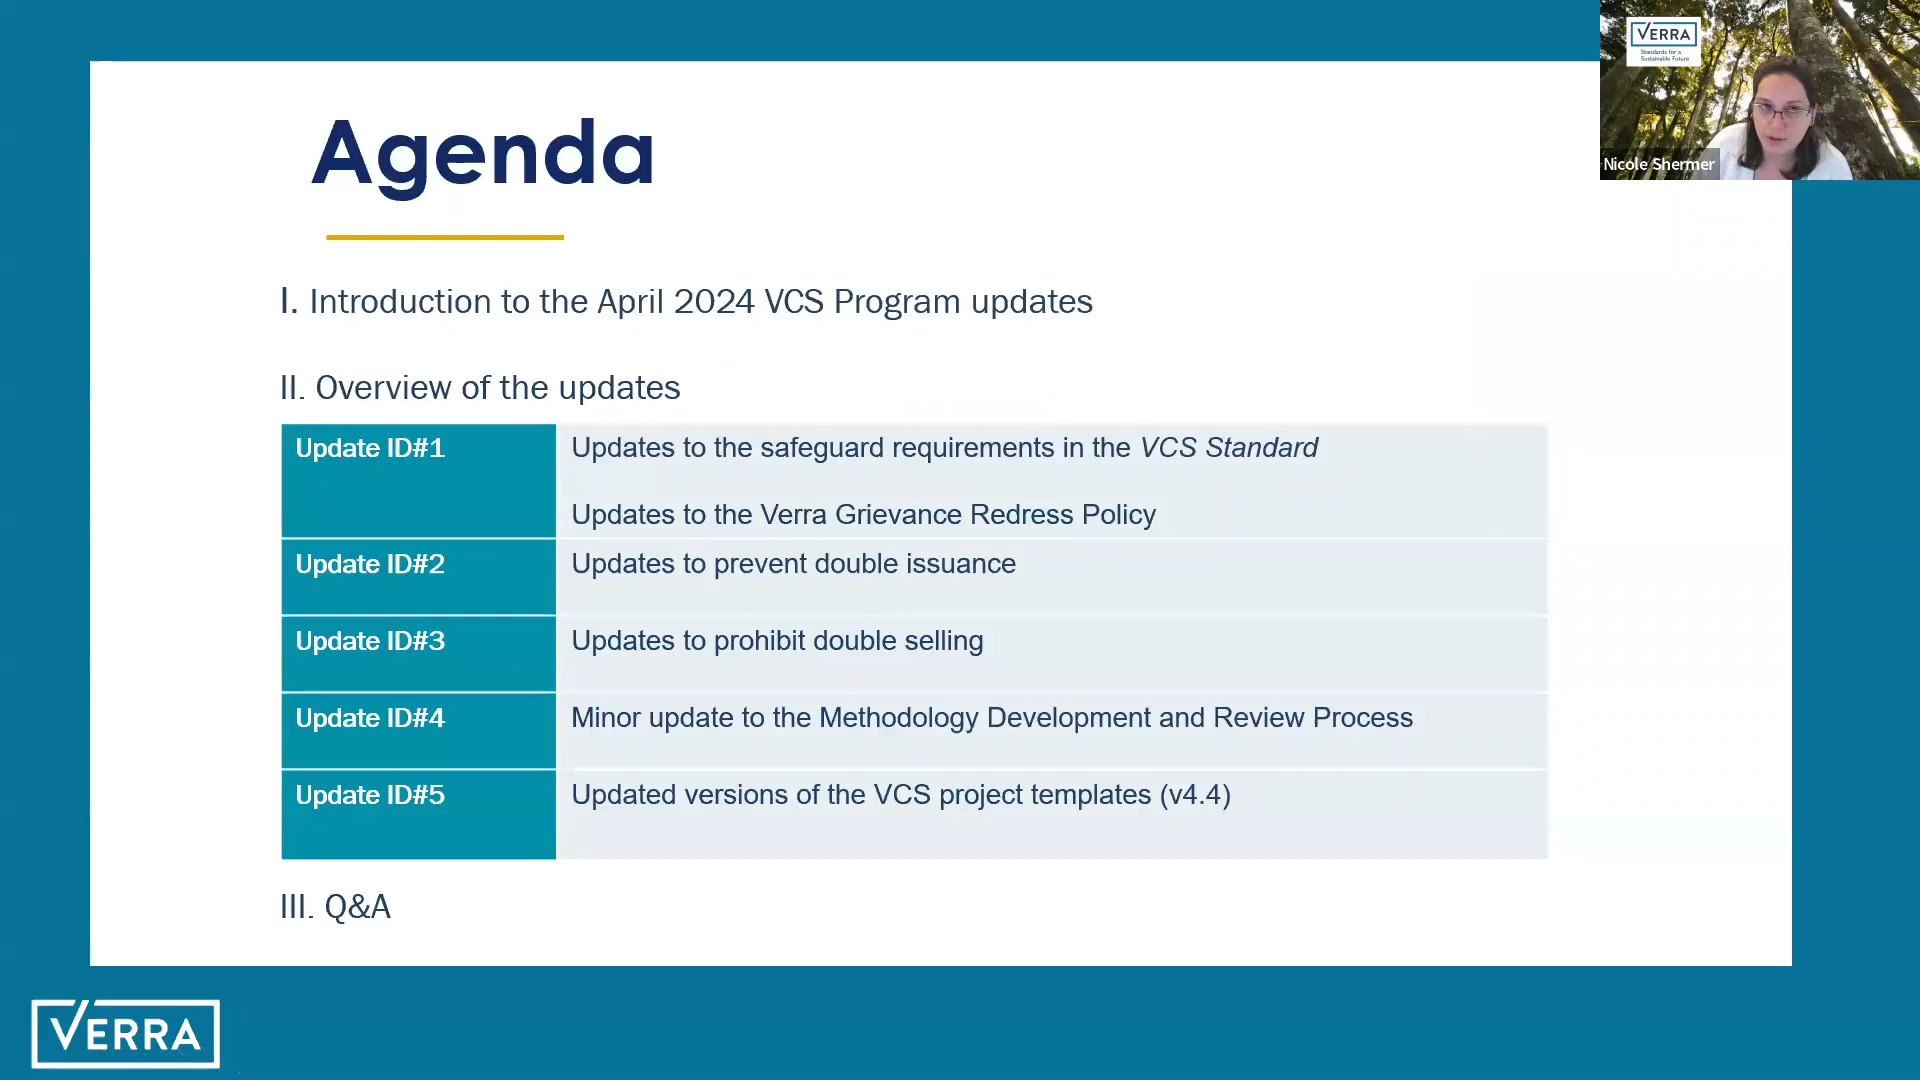 VERRA
Standards for a
Sustainable Future
Nicole Shermer
Agenda
I. Introduction to the April 2024 VCS Program updates
II. Overview of the updates
Update ID#1
Updates to the safeguard requirements in the VCS Standard
Updates to the Verra Grievance Redress Policy
Update ID#2
Updates to prevent double issuance
Update ID#3
Updates to prohibit double selling
Update ID#4
Minor update to the Methodology Development and Review Process
Update ID#5
Updated versions of the VCS project templates (v4.4)
III. Q&A
VERRA